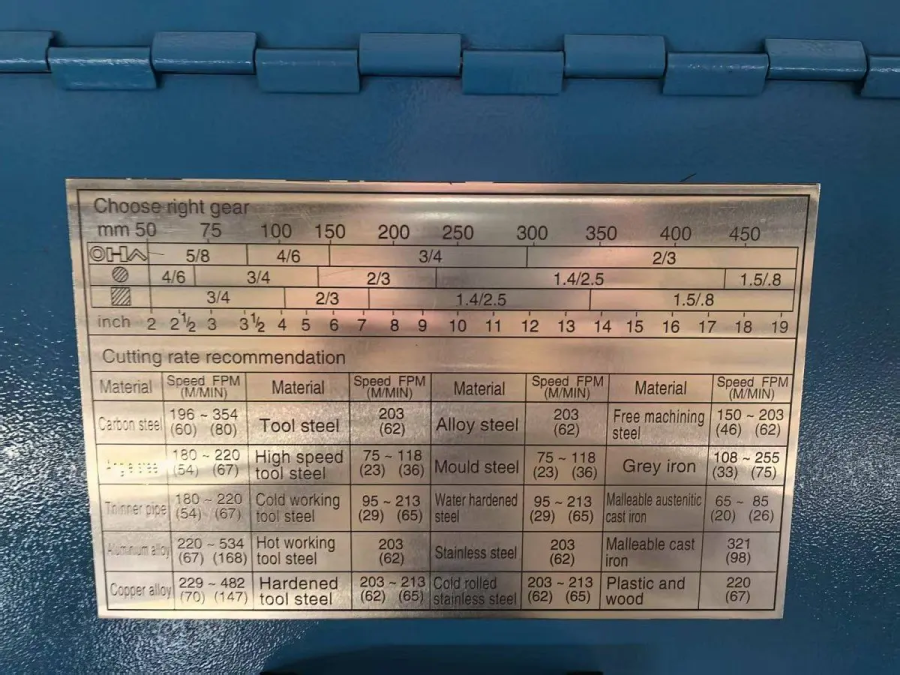 Choose right gear
mm 50 75 100 150 200 250 300 350 400 450
5/8 4/6 3/4 2/3
4/6 3/4 2/3 1.4/2.5 1.5/.8
3/4 2/3 1.4/2.5 1.5/.8
inch 2 2½ 3 3½ 4 5 6 7 8 9 10 11 12 13 14 15 16 17 18 19
Cutting rate recommendation
Material Speed FPM (M/MIN) Material Speed FPM (M/MIN) Material Speed FPM (M/MIN) Material Speed FPM (M/MIN)
Carbon steel 196 ~ 354 (60) (80) Tool steel 203 (62) Alloy steel 203 (62) Free machining steel 150 ~ 203 (46) (62)
180 ~ 220 (54) (67) High speed tool steel 75 ~ 118 (23) (36) Mould steel 75 ~ 118 (23) (36) Grey iron 108 ~ 255 (33) (75)
Thinner pipe 180 ~ 220 (54) (67) Cold working tool steel 95 ~ 213 (29) (65) Water hardened steel 95 ~ 213 (29) (65) Malleable austenitic cast iron 65 ~ 85 (20) (26)
Aluminum alloy 220 ~ 534 (67) (168) Hot working tool steel 203 (62) Stainless steel 203 (62) Malleable cast iron 321 (98)
Copper alloy 229 ~ 482 (70) (147) Hardened tool steel 203 ~ 213 (62) (65) Cold rolled stainless steel 203 ~ 213 (62) (65) Plastic and wood 220 (67)